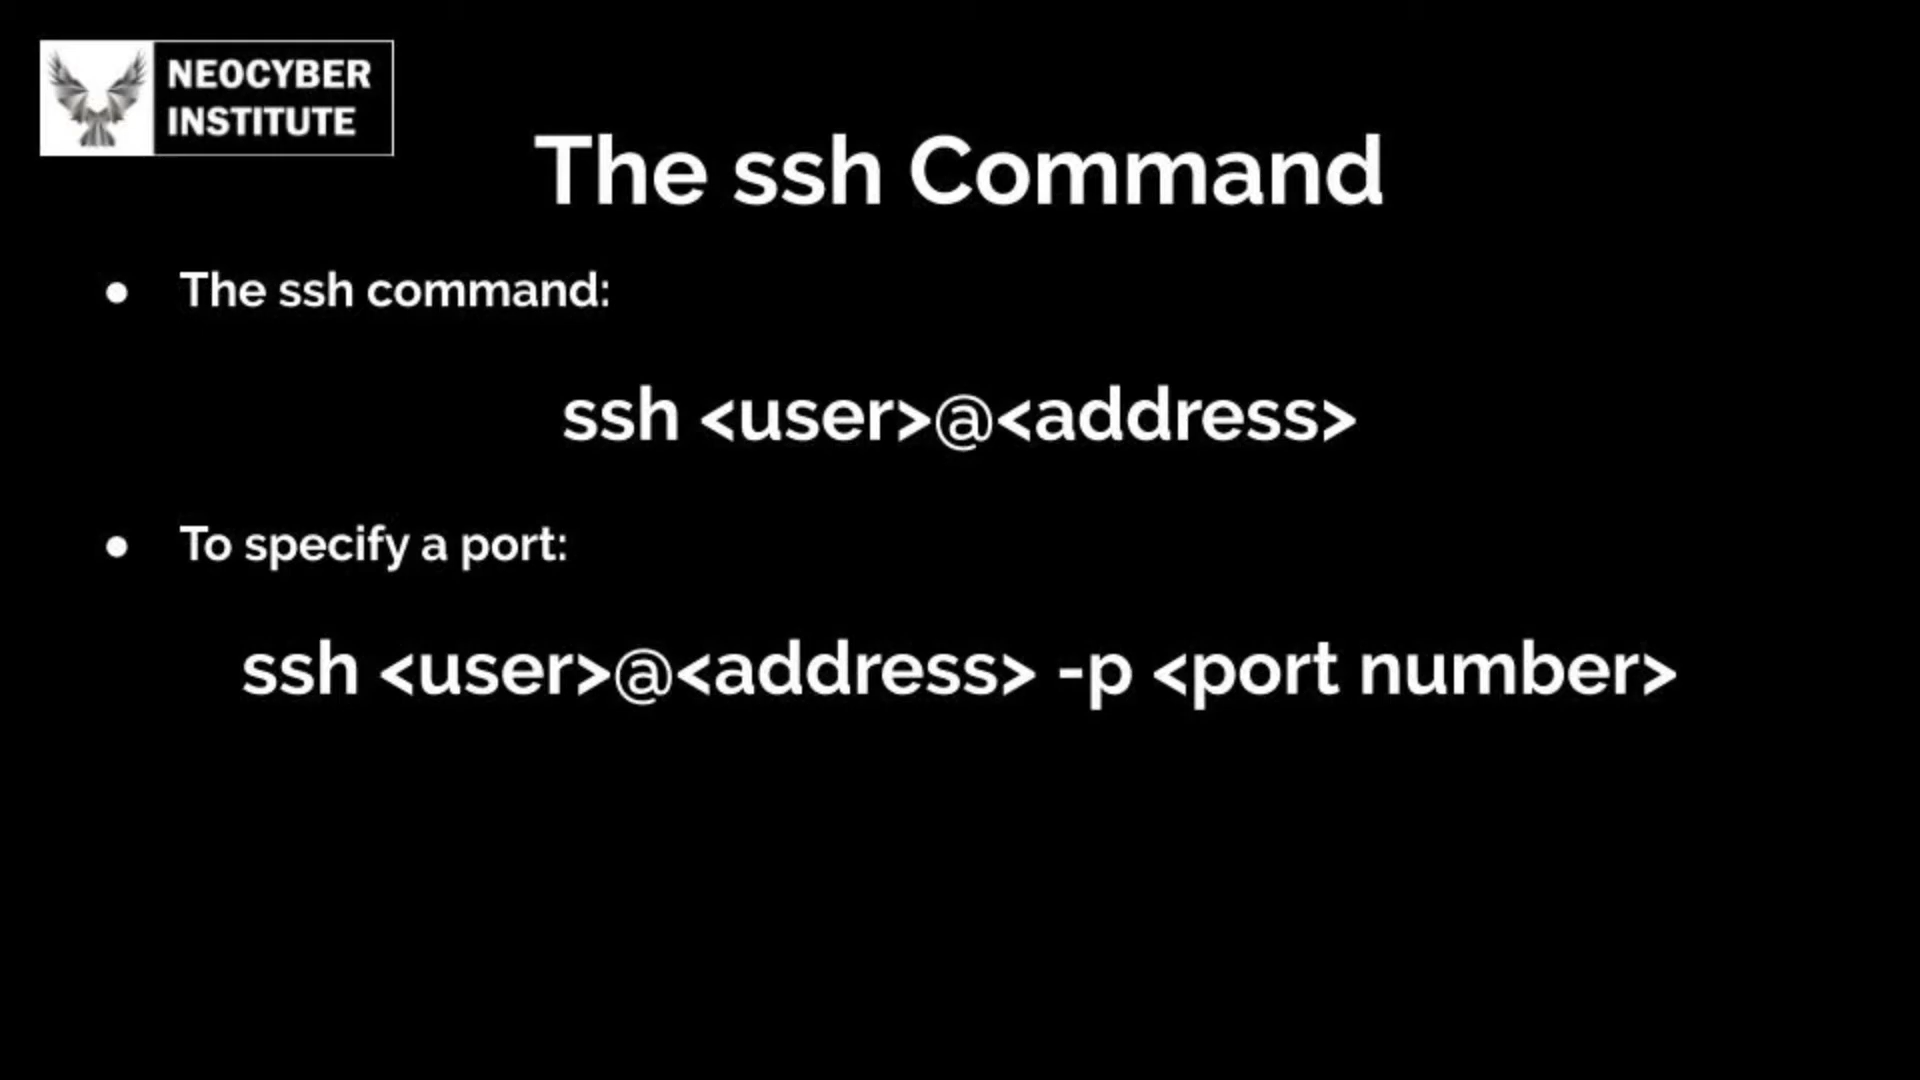 NEOCYBER
INSTITUTE
The ssh Command
● The ssh command:
ssh <user>@<address>
● To specify a port:
ssh <user>@<address> -p <port number>